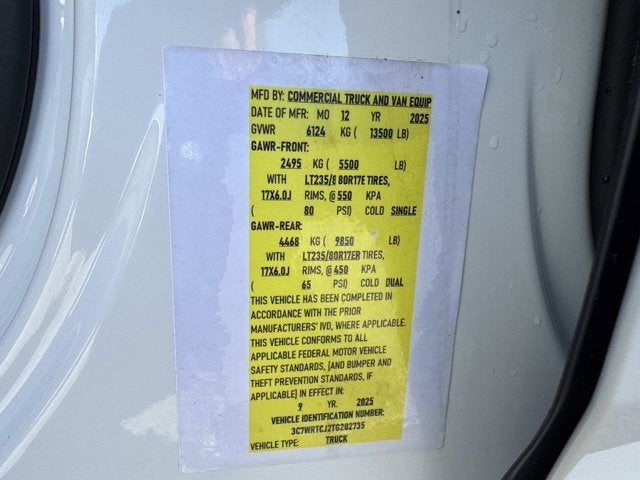 MFD BY: COMMERCIAL TRUCK AND VAN EQUIP
DATE OF MFR: MO 12 YR 2025
GVWR 6124 KG ( 13500 LB)
GAWR-FRONT:
2495 KG ( 5500 LB)
WITH LT235/8 80R17E TIRES,
17X6.0J RIMS, @ 550 KPA
( 80 PSI) COLD SINGLE
GAWR-REAR:
4468 KG ( 9850 LB)
WITH LT235/80R17ER TIRES,
17X6.0J RIMS, @ 450 KPA
( 65 PSI) COLD DUAL
THIS VEHICLE HAS BEEN COMPLETED IN
ACCORDANCE WITH THE PRIOR
MANUFACTURERS' IVD, WHERE APPLICABLE.
THIS VEHICLE CONFORMS TO ALL
APPLICABLE FEDERAL MOTOR VEHICLE
SAFETY STANDARDS, [AND BUMPER AND
THEFT PREVENTION STANDARDS, IF
APPLICABLE] IN EFFECT IN:
9 YR. 2025
VEHICLE IDENTIFICATION NUMBER:
3C7WRTCJ2TG202735
VEHICLE TYPE: TRUCK